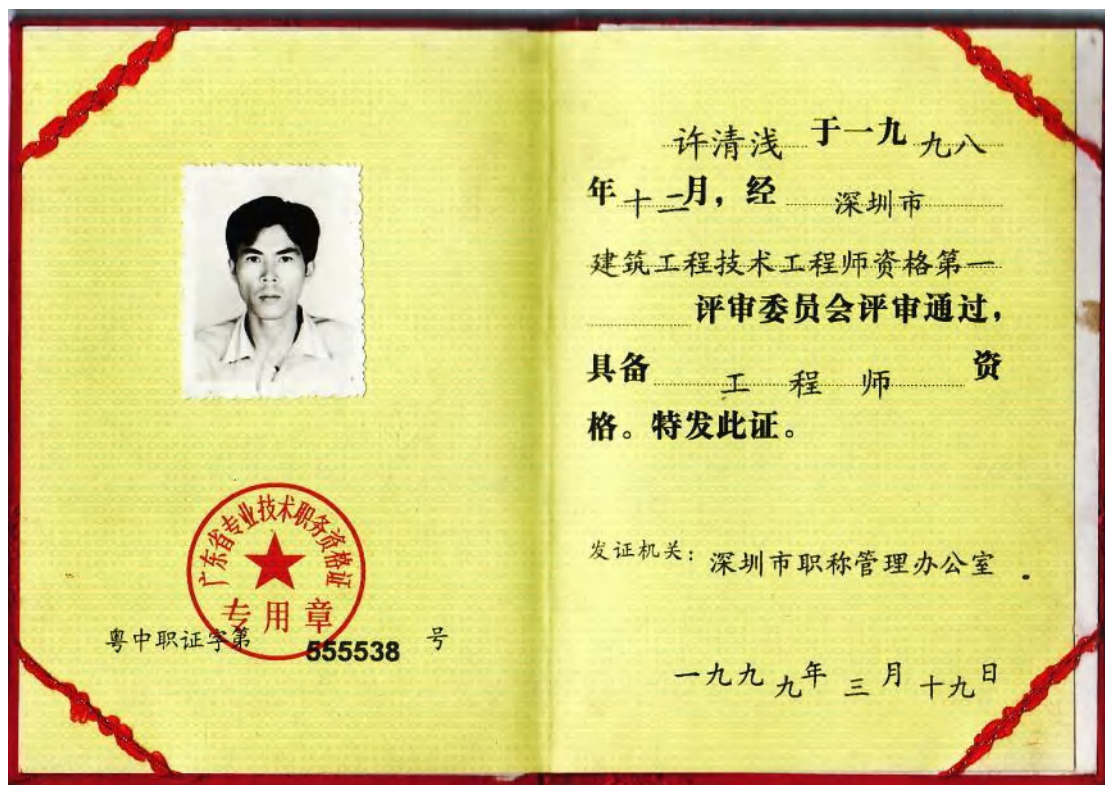 广东省专业技术职务资格证
专用章
粤中职证字第 555538 号
许清浅于一九九八
年十二月，经 深圳市
建筑工程技术工程师资格第一
评审委员会评审通过，
具备 工程师 资
格。特发此证。
发证机关：深圳市职称管理办公室.
一九九九年三月十九日